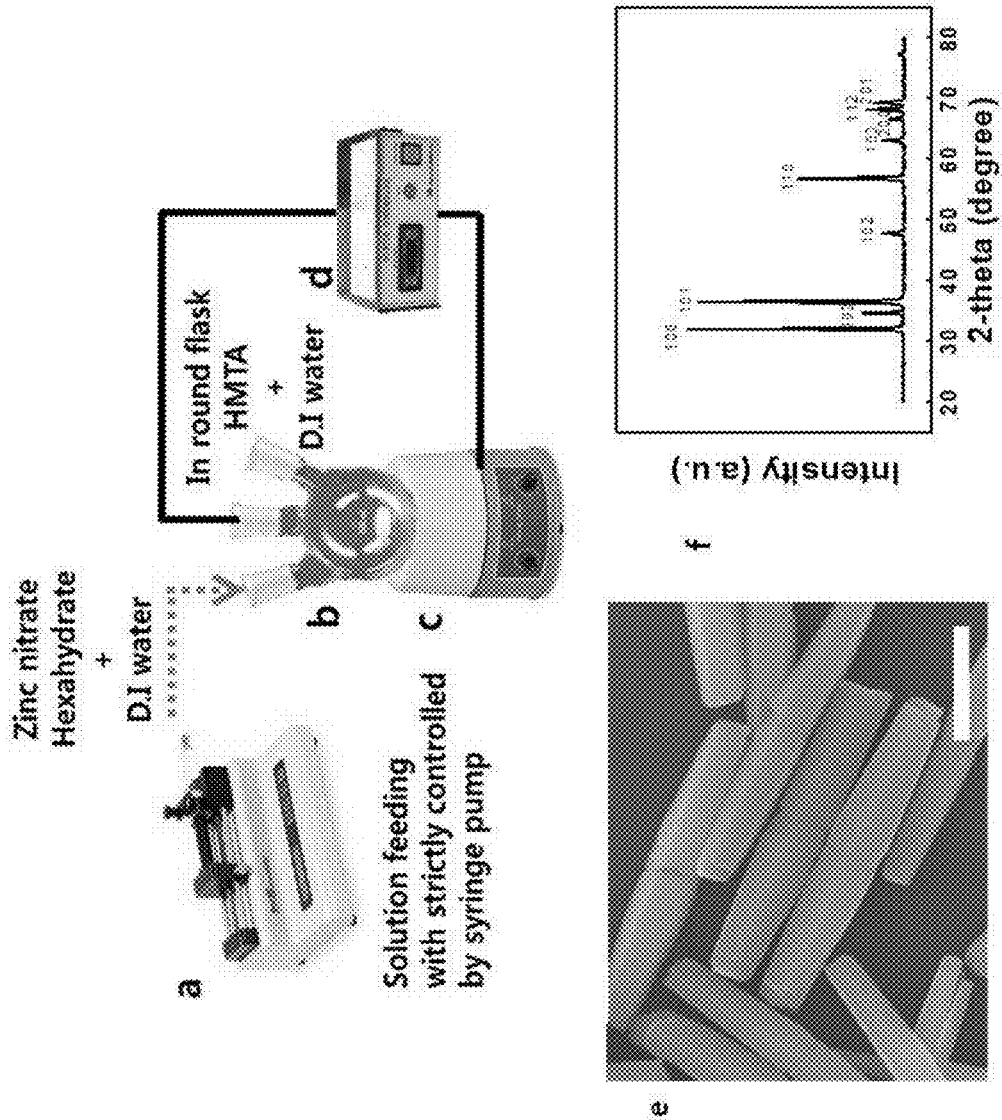 Zinc nitrate
Hexahydrate
+
D.I water
a
Solution feeding
with strictly controlled
by syringe pump
b
c
In round flask
HMTA
+
D.I water
d
e
f
Intensity (a.u.)
100
101
102
110
112
20 30 40 50 60 70 80
2-theta (degree)